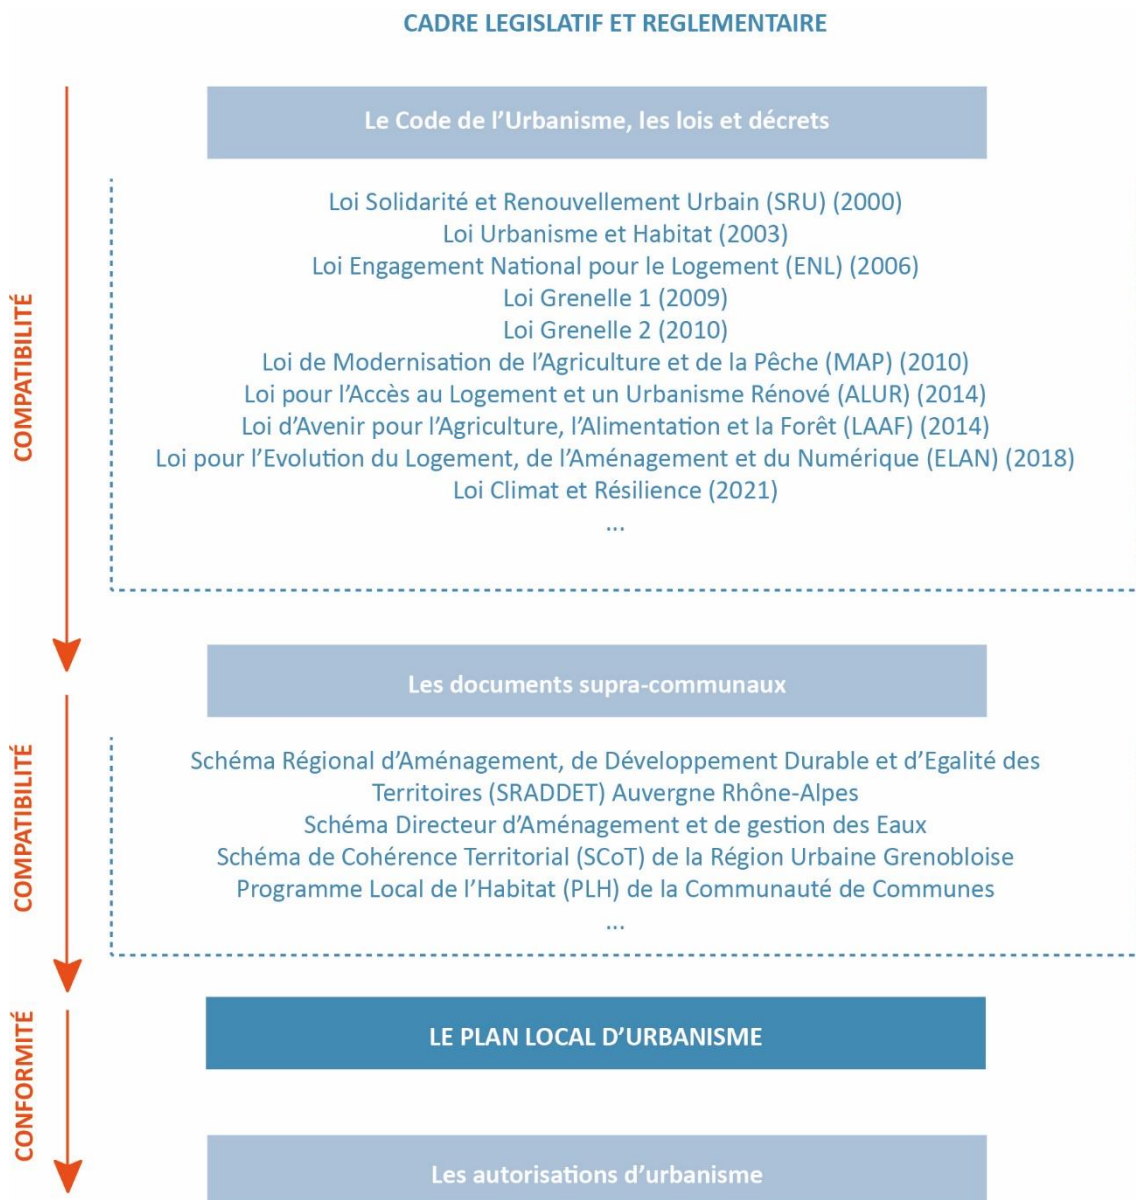 CADRE LEGISLATIF ET REGLEMENTAIRE
COMPATIBILITÉ
Le Code de l’Urbanisme, les lois et décrets
Loi Solidarité et Renouvellement Urbain (SRU) (2000)
Loi Urbanisme et Habitat (2003)
Loi Engagement National pour le Logement (ENL) (2006)
Loi Grenelle 1 (2009)
Loi Grenelle 2 (2010)
Loi de Modernisation de l’Agriculture et de la Pêche (MAP) (2010)
Loi pour l’Accès au Logement et un Urbanisme Rénové (ALUR) (2014)
Loi d’Avenir pour l’Agriculture, l’Alimentation et la Forêt (LAAF) (2014)
Loi pour l’Evolution du Logement, de l’Aménagement et du Numérique (ELAN) (2018)
Loi Climat et Résilience (2021)
...
COMPATIBILITÉ
Les documents supra-communaux
Schéma Régional d’Aménagement, de Développement Durable et d’Egalité des
Territoires (SRADDET) Auvergne Rhône-Alpes
Schéma Directeur d’Aménagement et de gestion des Eaux
Schéma de Cohérence Territorial (SCoT) de la Région Urbaine Grenobloise
Programme Local de l’Habitat (PLH) de la Communauté de Communes
...
CONFORMITÉ
LE PLAN LOCAL D’URBANISME
Les autorisations d’urbanisme